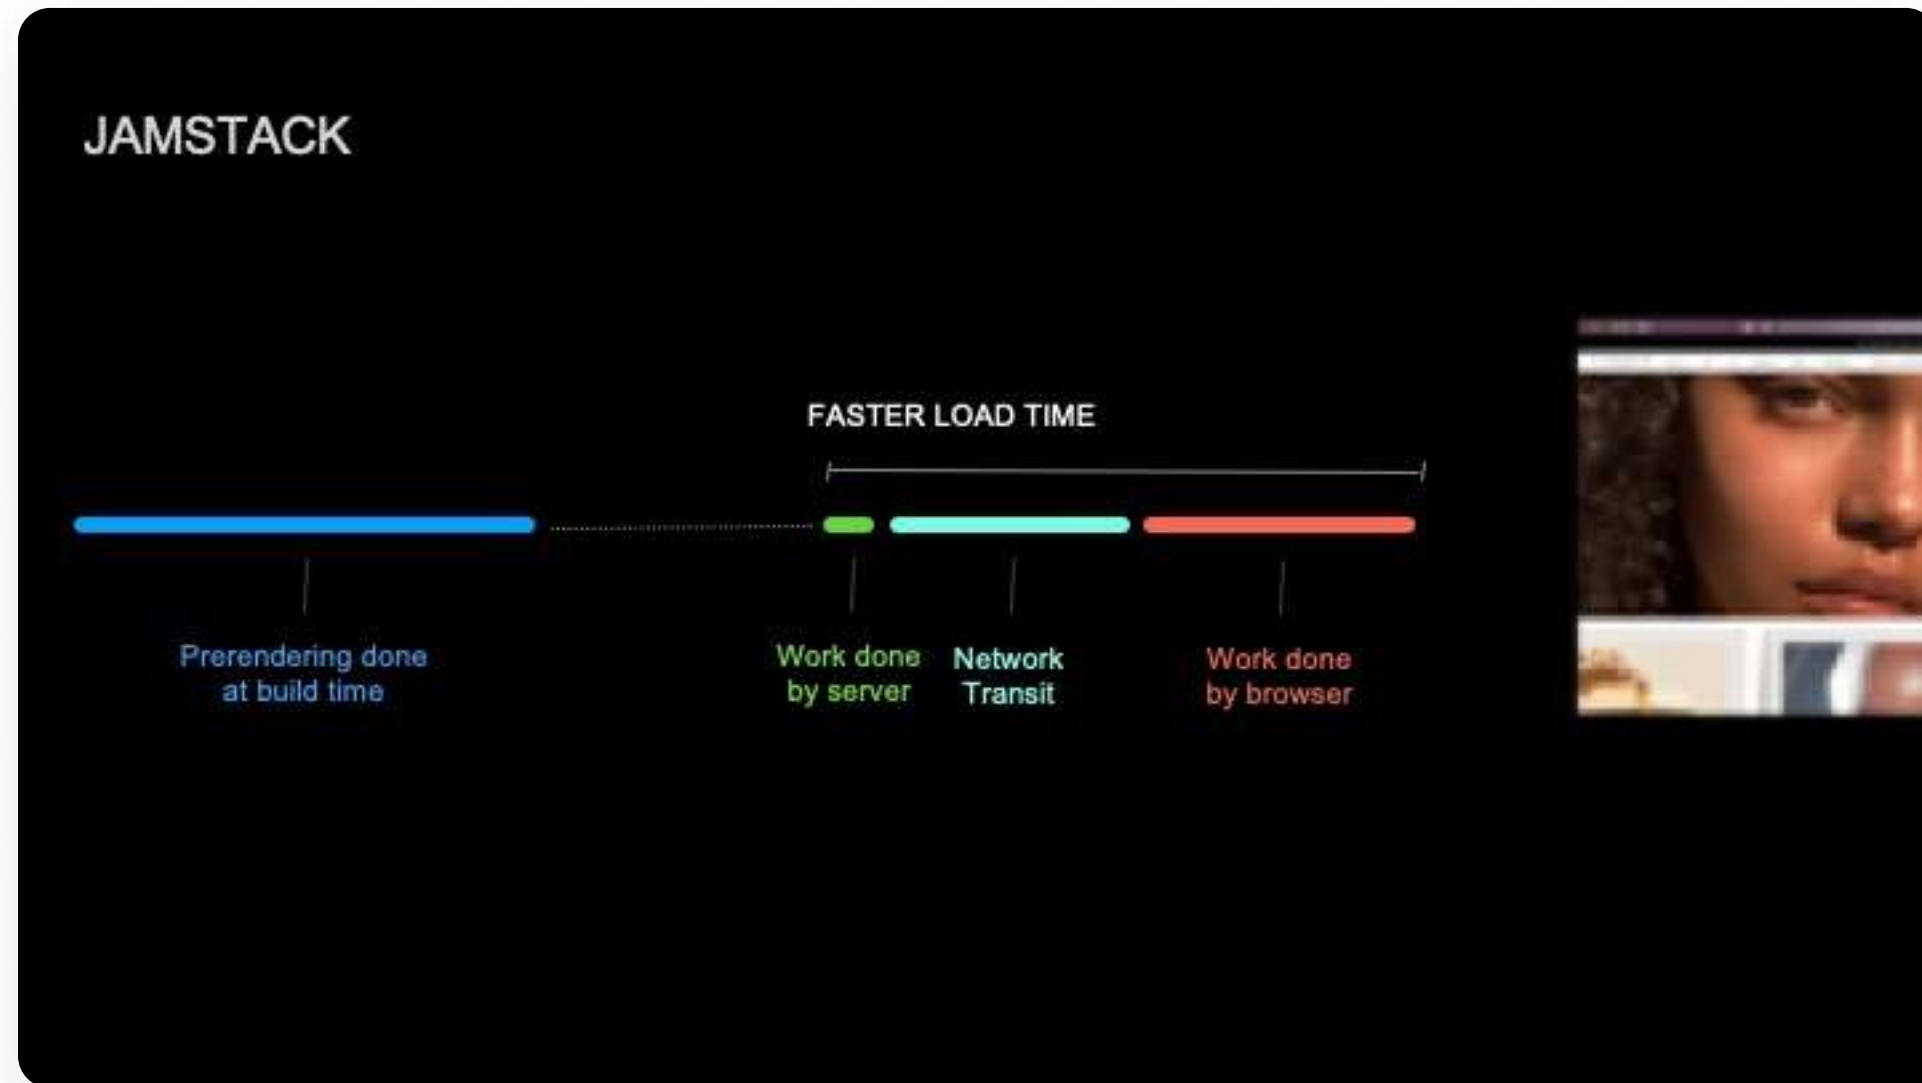 JAMSTACK
FASTER LOAD TIME
Prerendering done
at build time
Work done
by server
Network
Transit
Work done
by browser